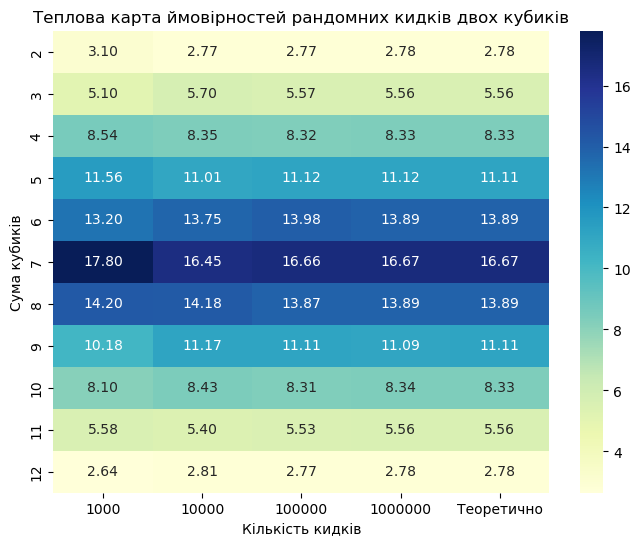 Теплова карта ймовірностей рандомних кидків двох кубиків
2 3.10 2.77 2.77 2.78 2.78
3 5.10 5.70 5.57 5.56 5.56
4 8.54 8.35 8.32 8.33 8.33
5 11.56 11.01 11.12 11.12 11.11
6 13.20 13.75 13.98 13.89 13.89
7 17.80 16.45 16.66 16.67 16.67
8 14.20 14.18 13.87 13.89 13.89
9 10.18 11.17 11.11 11.09 11.11
10 8.10 8.43 8.31 8.34 8.33
11 5.58 5.40 5.53 5.56 5.56
12 2.64 2.81 2.77 2.78 2.78
1000 10000 100000 1000000 Теоретично
Кількість кидків
Сума кубиків
16
14
12
10
8
6
4